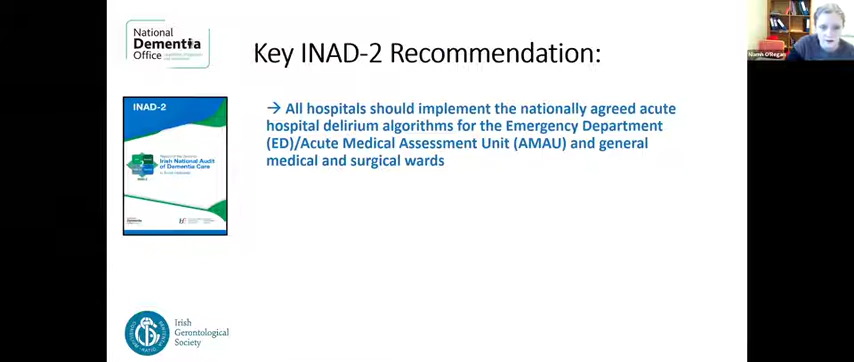 National
Dementia
Office
Key INAD-2 Recommendation:
INAD-2
Irish National Audit
of Dementia Care
→ All hospitals should implement the nationally agreed acute
hospital delirium algorithms for the Emergency Department
(ED)/Acute Medical Assessment Unit (AMAU) and general
medical and surgical wards
Irish
Gerontological
Society
Niamh O'Regan